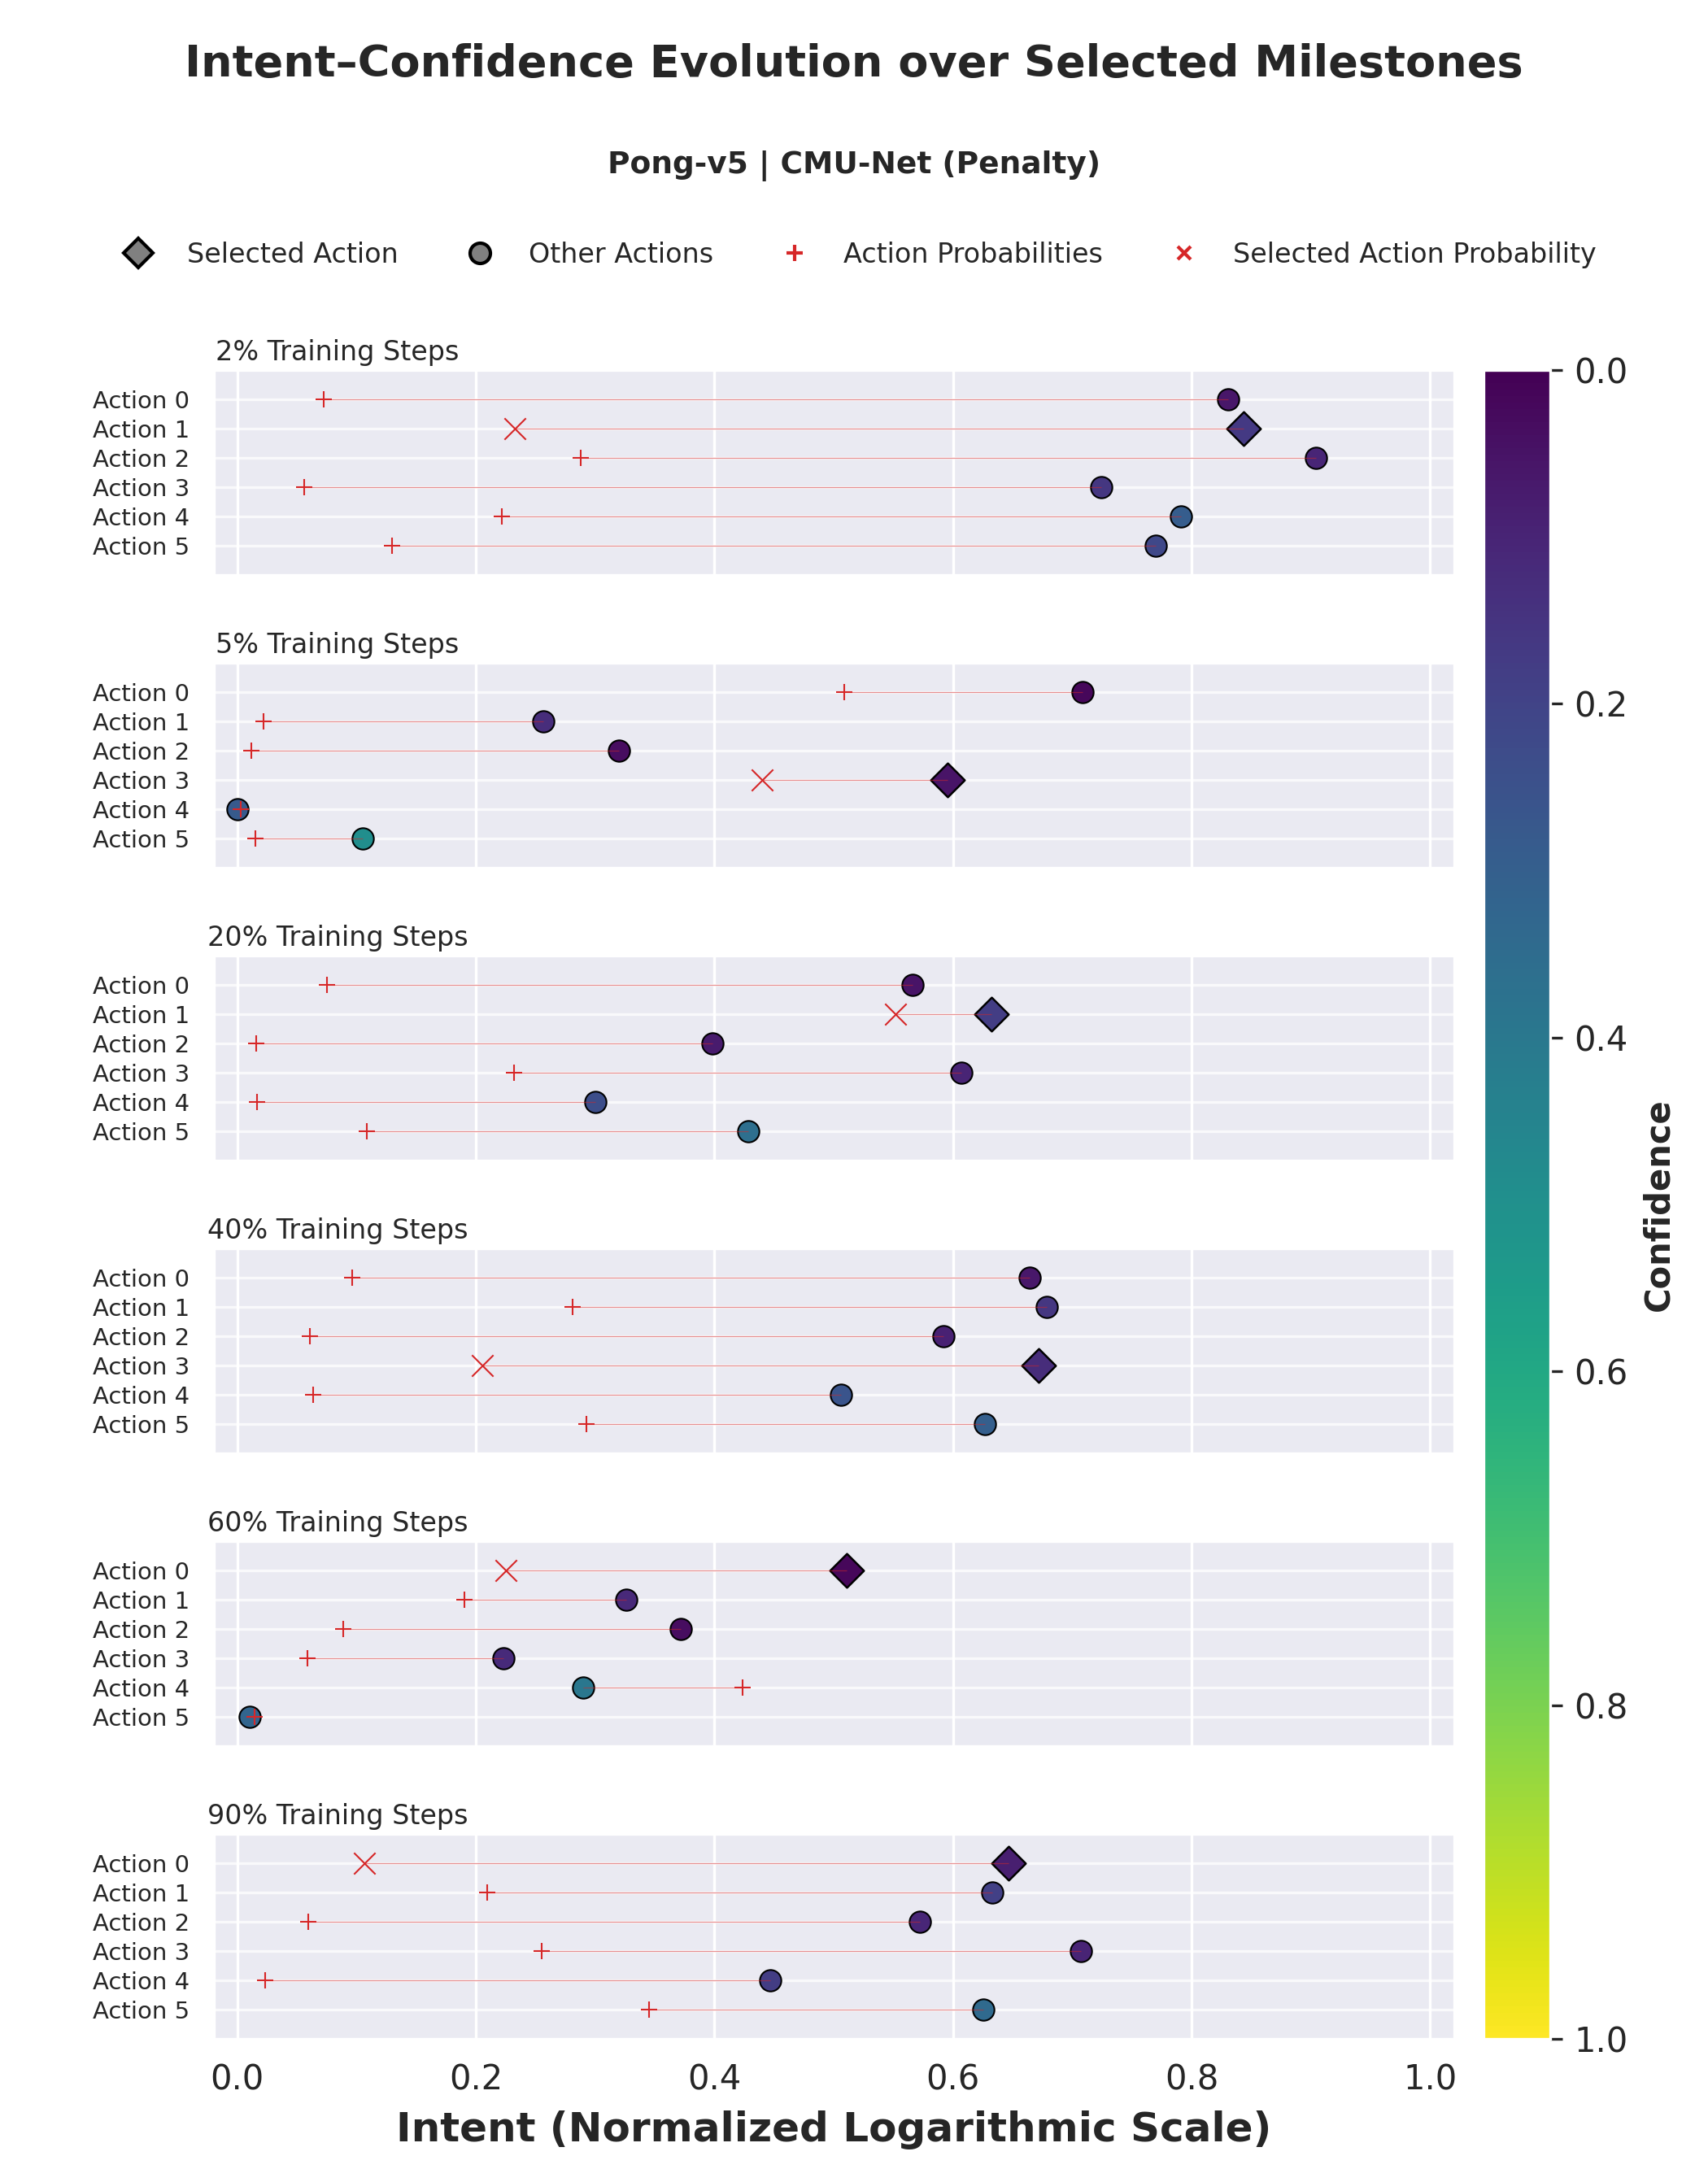 Intent–Confidence Evolution over Selected Milestones
Pong-v5 | CMU-Net (Penalty)
Selected Action Other Actions Action Probabilities Selected Action Probability
2% Training Steps
Action 0
Action 1
Action 2
Action 3
Action 4
Action 5
5% Training Steps
Action 0
Action 1
Action 2
Action 3
Action 4
Action 5
20% Training Steps
Action 0
Action 1
Action 2
Action 3
Action 4
Action 5
40% Training Steps
Action 0
Action 1
Action 2
Action 3
Action 4
Action 5
60% Training Steps
Action 0
Action 1
Action 2
Action 3
Action 4
Action 5
90% Training Steps
Action 0
Action 1
Action 2
Action 3
Action 4
Action 5
0.0 0.2 0.4 0.6 0.8 1.0
Intent (Normalized Logarithmic Scale)
0.0
0.2
0.4
0.6
0.8
1.0
Confidence